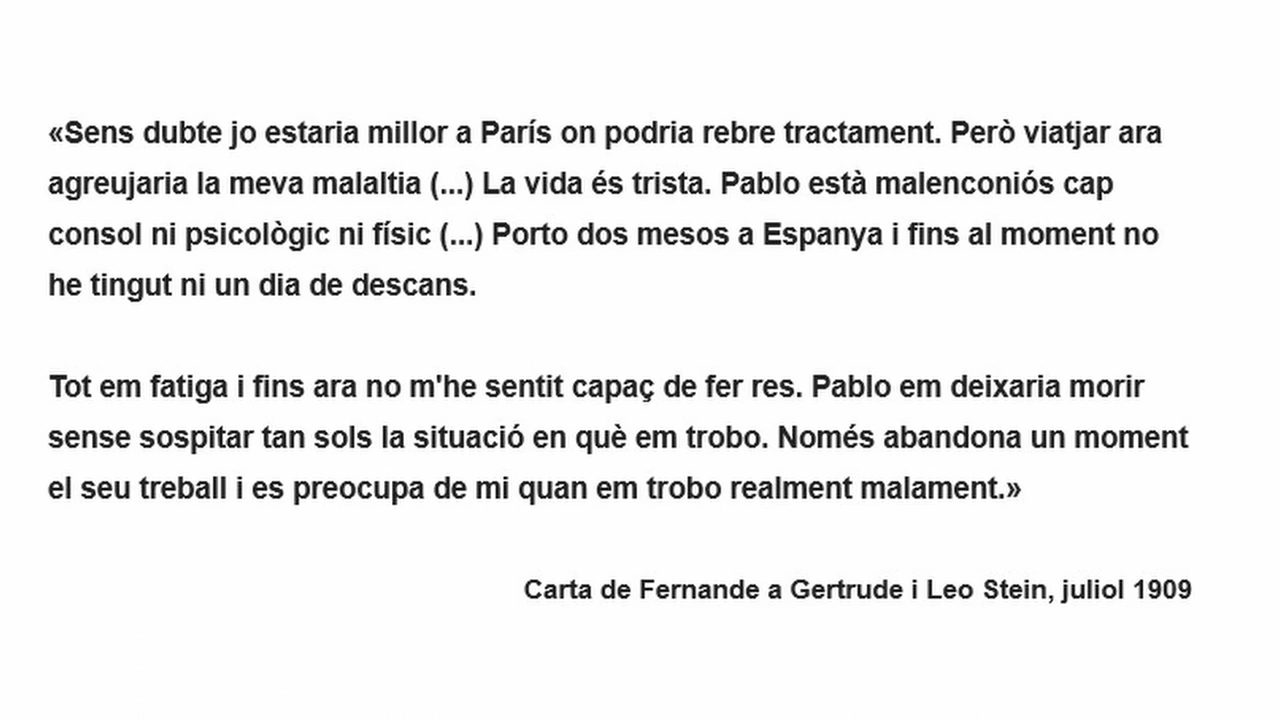 «Sens dubte jo estaria millor a París on podria rebre tractament. Però viatjar ara
agreujaria la meva malaltia (...) La vida és trista. Pablo està malenconiós cap
consol ni psicològic ni físic (...) Porto dos mesos a Espanya i fins al moment no
he tingut ni un dia de descans.
Tot em fatiga i fins ara no m'he sentit capaç de fer res. Pablo em deixaria morir
sense sospitar tan sols la situació en què em trobo. Només abandona un moment
el seu treball i es preocupa de mi quan em trobo realment malament.»
Carta de Fernande a Gertrude i Leo Stein, juliol 1909